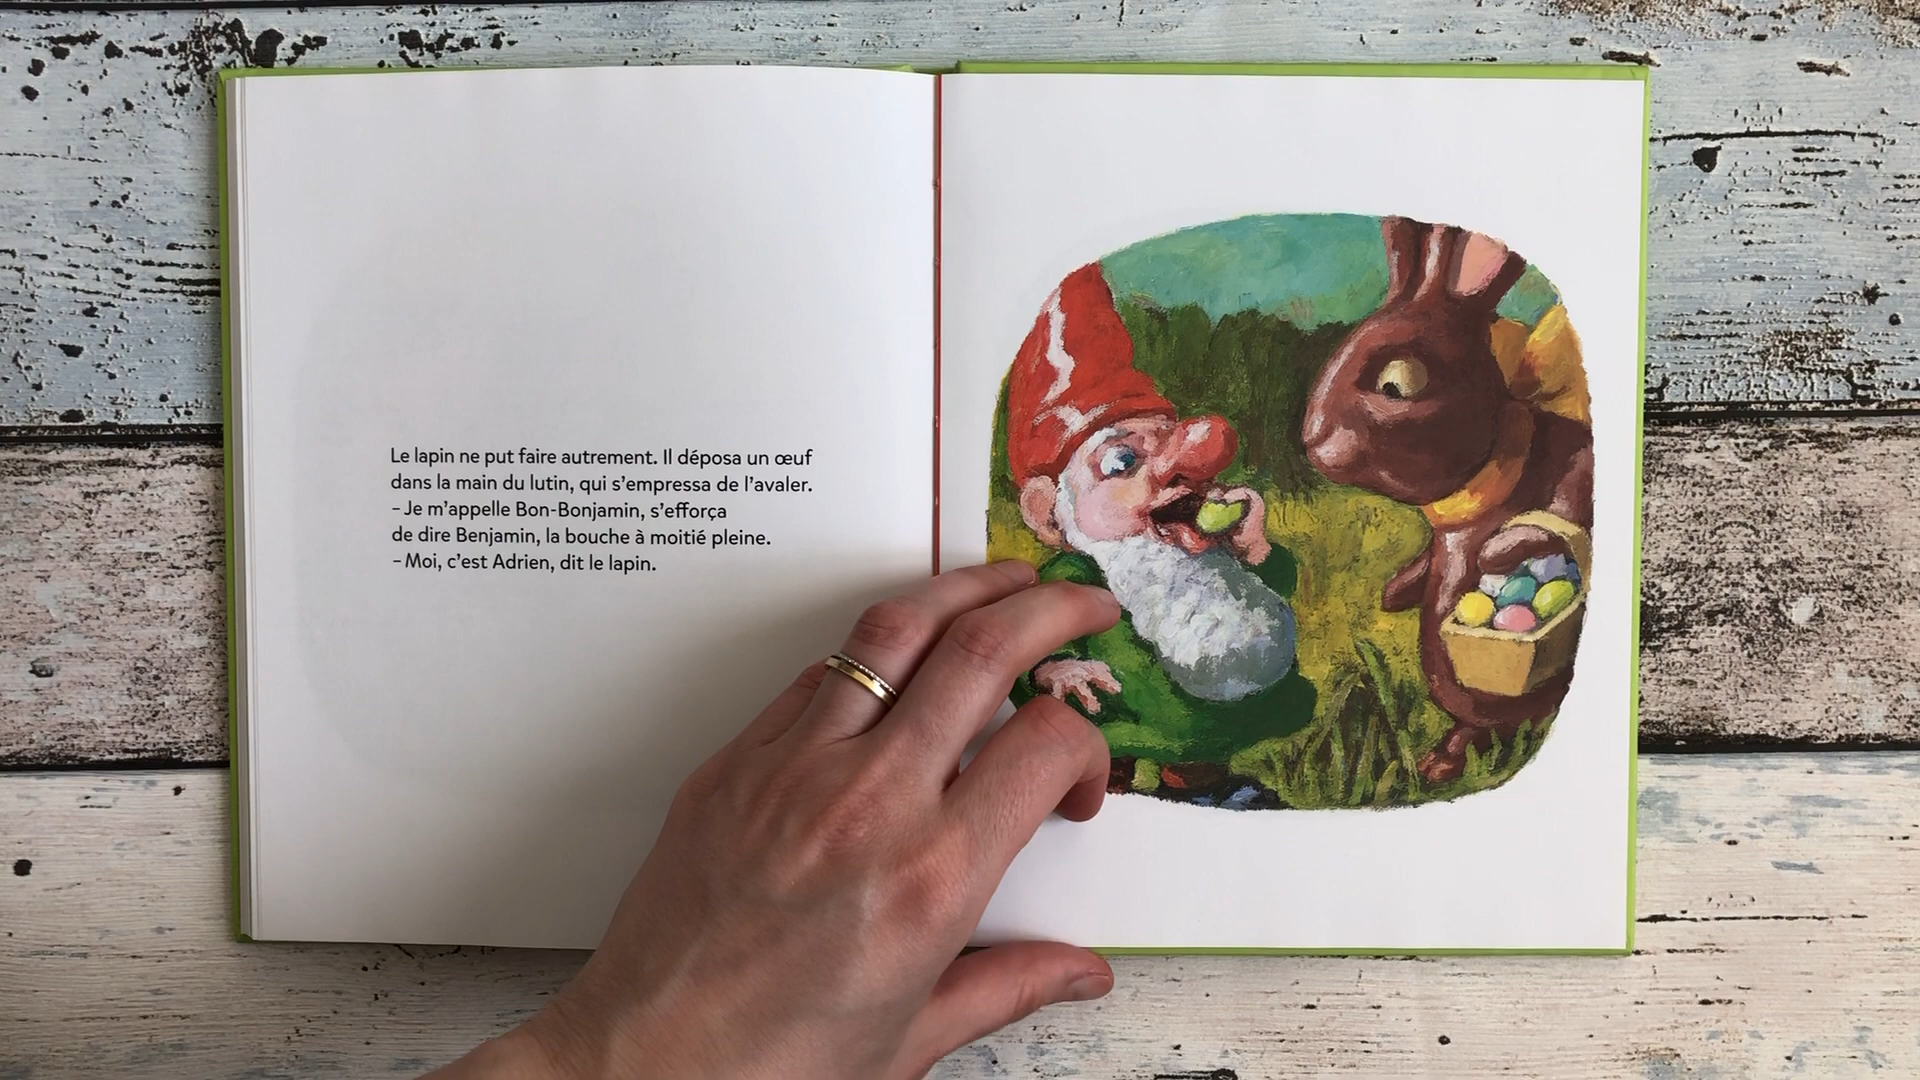 Le lapin ne put faire autrement. Il déposa un œuf
dans la main du lutin, qui s’empressa de l’avaler.
– Je m’appelle Bon-Bonjamin, s’efforça
de dire Benjamin, la bouche à moitié pleine.
– Moi, c’est Adrien, dit le lapin.